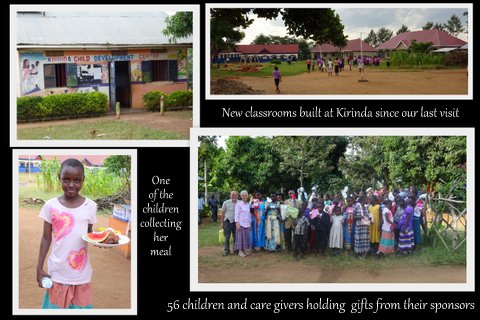 KIRINDA CHILD DEVELOPMENT CENTRE
New classrooms built at Kirinda since our last visit
One
of the
children
collecting
her
meal
56 children and care givers holding gifts from their sponsors